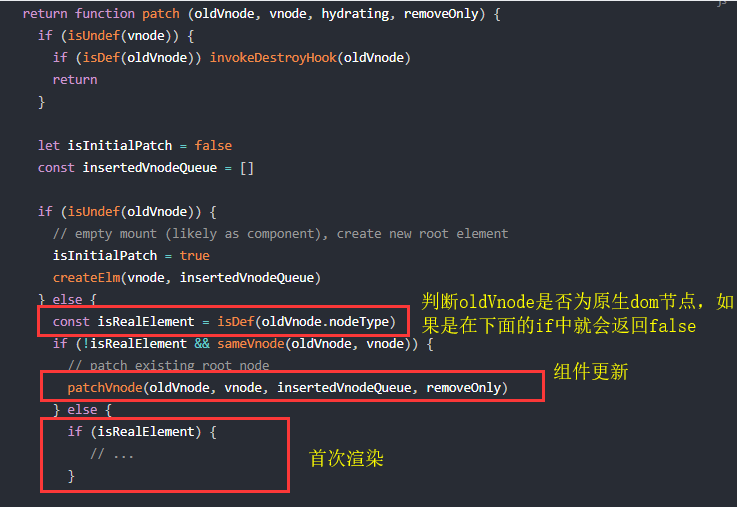 js
return function patch (oldVnode, vnode, hydrating, removeOnly) {
if (isUndef(vnode)) {
if (isDef(oldVnode)) invokeDestroyHook(oldVnode)
return
}
let isInitialPatch = false
const insertedVnodeQueue = []
if (isUndef(oldVnode)) {
// empty mount (likely as component), create new root element
isInitialPatch = true
createElm(vnode, insertedVnodeQueue)
} else {
const isRealElement = isDef(oldVnode.nodeType)
判断oldVnode是否为原生dom节点，如
果是在下面的if中就会返回false
if (!isRealElement && sameVnode(oldVnode, vnode)) {
// patch existing root node
patchVnode(oldVnode, vnode, insertedVnodeQueue, removeOnly)
组件更新
} else {
if (isRealElement) {
// ...
}
首次渲染